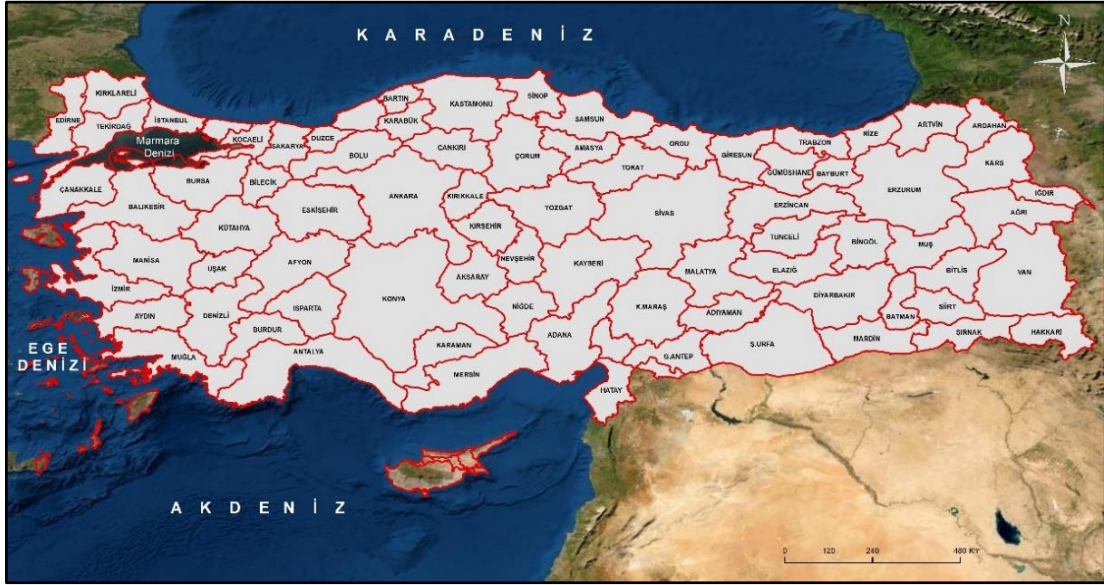 KARADENİZ
N
KIRKLARELİ
EDİRNE
TEKİRDAĞ
İSTANBUL
Marmara
Denizi
KOCAELİ
SAKARYA
DUZCE
BARTIN
KARABÜK
KASTAMONU
SİNOP
SAMSUN
BOLU
CANKIRI
ÇORUM
AMASYA
TOKAT
ORDU
GİRESUN
TRABZON
GÜMÜSHANE
BAYBURT
RİZE
ARTVİN
ARDAHAN
KARS
ERZURUM
IĞDIR
AĞRI
ÇANAKKALE
BALIKESİR
BURSA
BİLECİK
ESKİŞEHİR
ANKARA
KIRIKKALE
KIRSEHİR
YOZGAT
SİVAS
ERZİNCAN
TUNCELİ
BİNGÖL
MUŞ
BİTLİS
VAN
KÜTAHYA
MANİSA
UŞAK
AFYON
KONYA
AKSARAY
NEVŞEHİR
KAYSERİ
MALATYA
ELAZIĞ
DİYARBAKIR
BATMAN
SİİRT
İZMİR
AYDIN
DENİZLİ
ISPARTA
BURDUR
NİĞDE
ADANA
K.MARAŞ
ADIYAMAN
Ş.URFA
MARDİN
ŞIRNAK
HAKKARİ
EGE
DENİZİ
MUĞLA
ANTALYA
KARAMAN
MERSİN
G.ANTEP
HATAY
AKDENİZ
0 120 240 480 KM